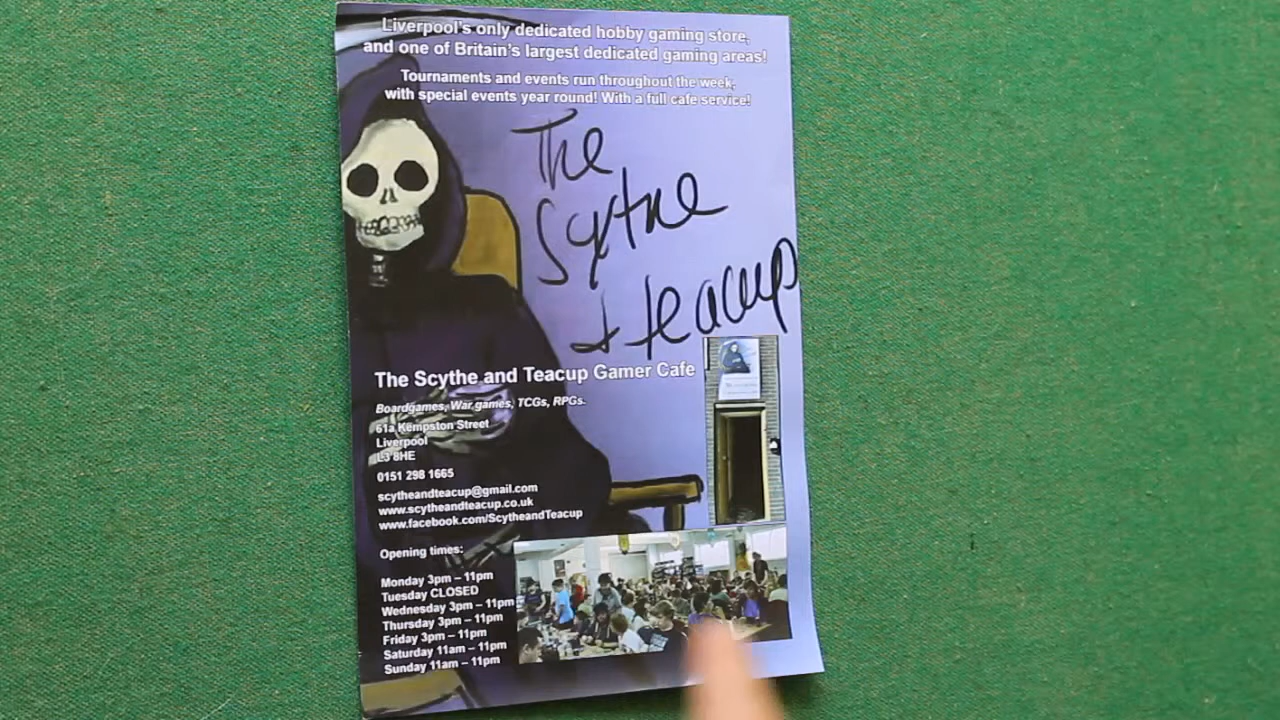 Liverpool's only dedicated hobby gaming store,
and one of Britain's largest dedicated gaming areas!
Tournaments and events run throughout the week,
with special events year round! With a full cafe service!
The
Scythe
+ teacup
The Scythe and Teacup Gamer Cafe
Boardgames, War games, TCGs, RPGs.
61a Kempston Street
Liverpool
L3 8HE
0151 298 1665
scytheandteacup@gmail.com
www.scytheandteacup.co.uk
www.facebook.com/ScytheandTeacup
Opening times:
Monday 3pm – 11pm
Tuesday CLOSED
Wednesday 3pm – 11pm
Thursday 3pm – 11pm
Friday 3pm – 11pm
Saturday 11am – 11pm
Sunday 11am – 11pm